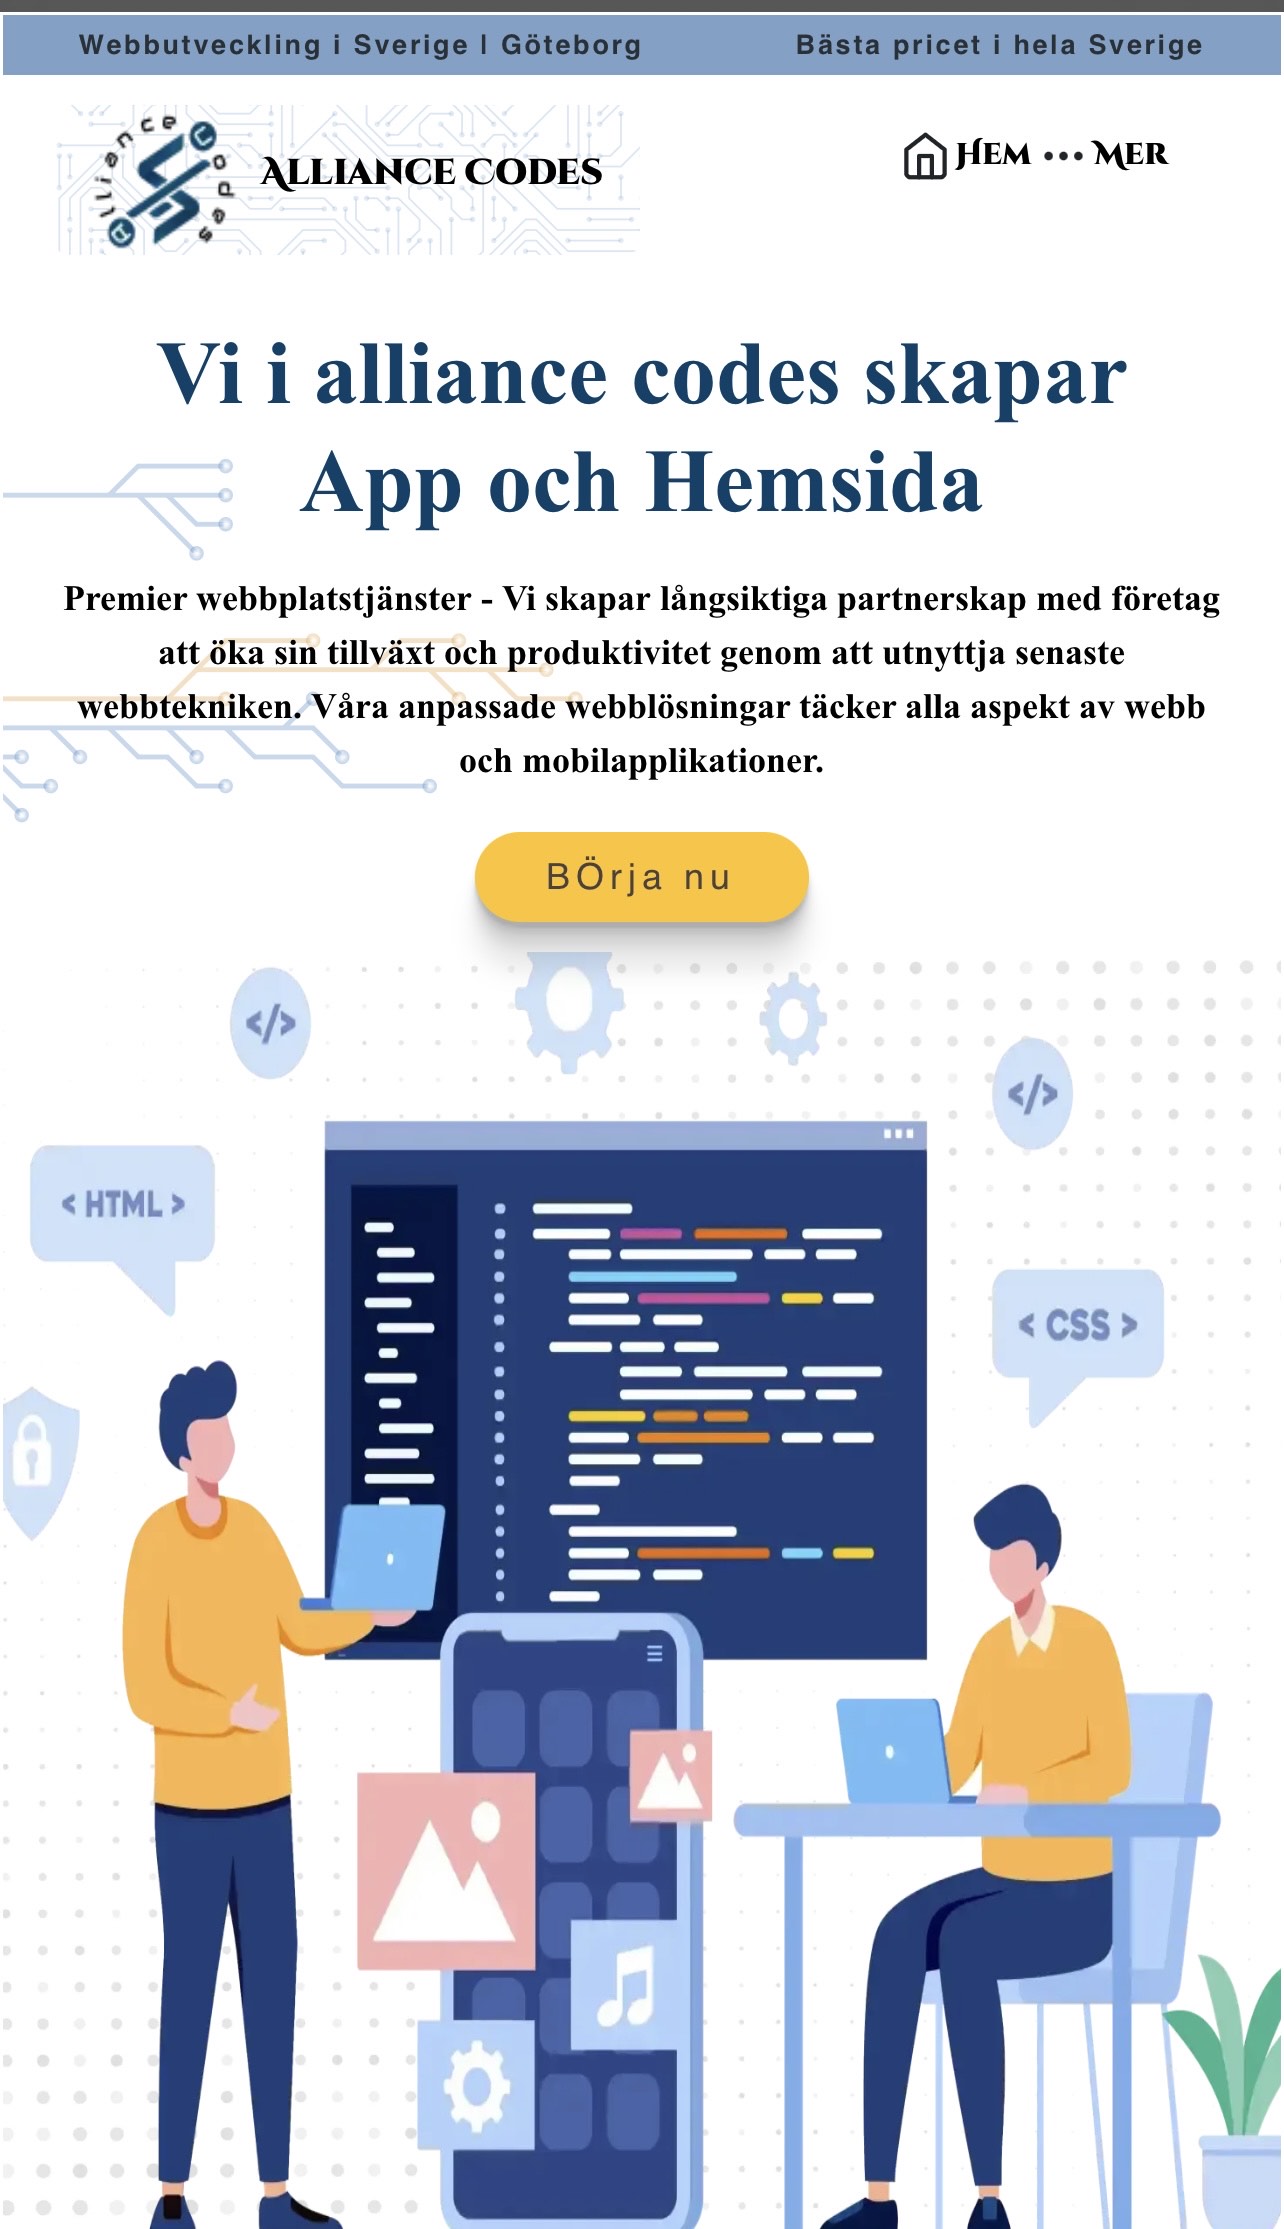 Webbutveckling i Sverige | Göteborg
Bästa pricet i hela Sverige
Alliance Codes
ALLIANCE CODES
HEM ••• MER
Vi i alliance codes skapar
App och Hemsida
Premier webbplatstjänster - Vi skapar långsiktiga partnerskap med företag
att öka sin tillväxt och produktivitet genom att utnyttja senaste
webbtekniken. Våra anpassade webblösningar täcker alla aspekt av webb
och mobilapplikationer.
BÖrja nu
</>
</>
< HTML >
< CSS >